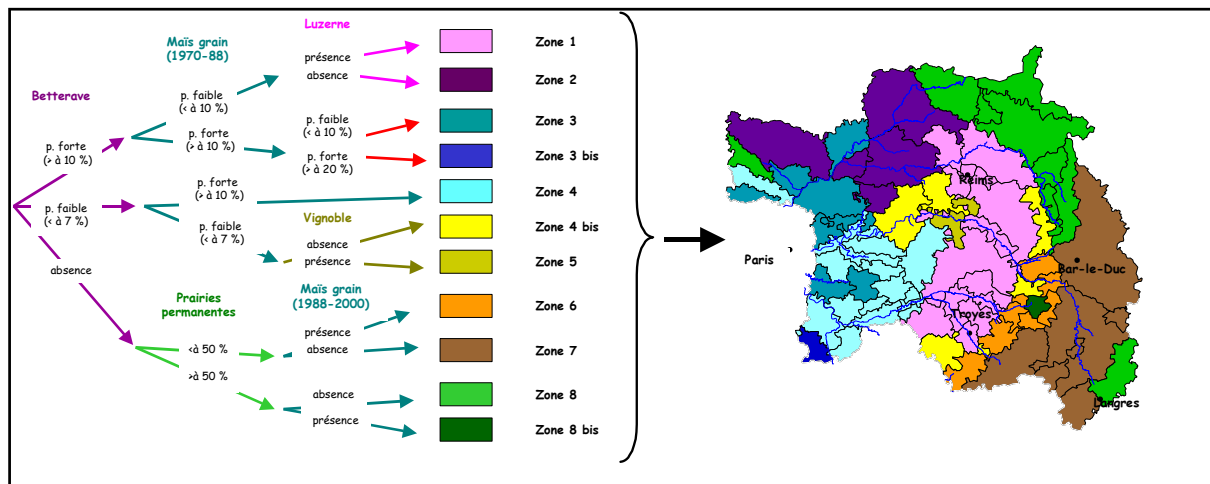 Luzerne
Maïs grain
(1970-88)
Betterave
présence
absence
Zone 1
Zone 2
p. faible
(< à 10 %)
p. forte
(> à 10 %)
p. faible
(< à 10 %)
p. forte
(> à 20 %)
Zone 3
Zone 3 bis
p. forte
(> à 10 %)
p. faible
(< à 7 %)
absence
p. forte
(> à 10 %)
p. faible
(< à 7 %)
Vignoble
absence
présence
Zone 4
Zone 4 bis
Zone 5
Prairies
permanentes
Maïs grain
(1988-2000)
<à 50 %
>à 50 %
présence
absence
Zone 6
Zone 7
absence
présence
Zone 8
Zone 8 bis
Reims
Paris
Bar-le-Duc
Troyes
Langres